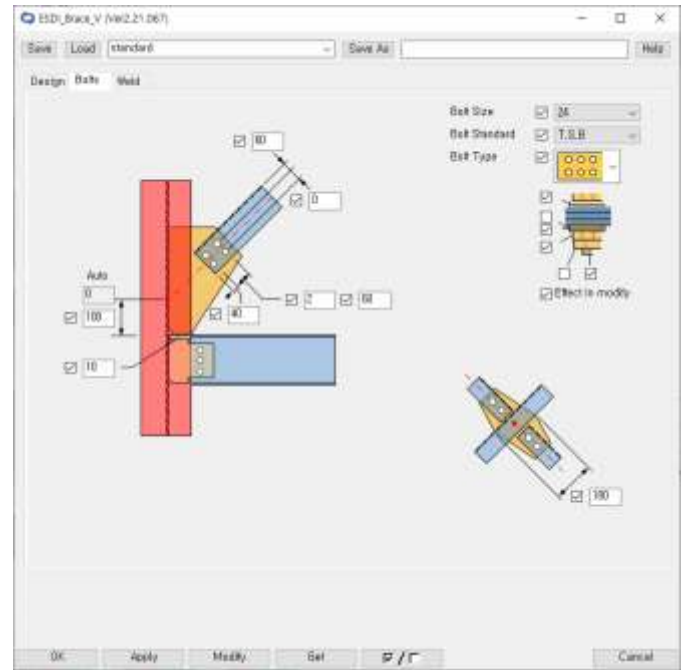 ESDI_Brace_V (Ver2.21.067)
Save Load standard Save As Help
Design Bolts Weld
Bolt Size 24
Bolt Standard T.S.B
Bolt Type
80
0
Auto
0
100
2 60
40
10
Effect in modify
180
OK Apply Modify Get / Cancel